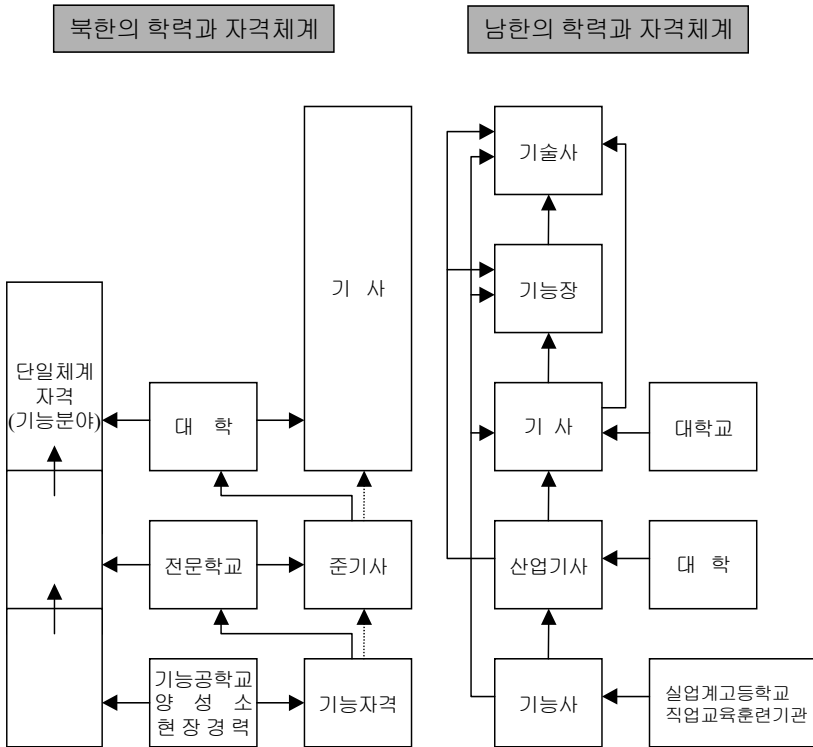 북한의 학력과 자격체계
남한의 학력과 자격체계
기 사
단일체계
자격
(기능분야)
대 학
전문학교
준기사
기능공학교
양 성 소
현장경력
기능자격
기술사
기능장
기 사
대학교
산업기사
대 학
기능사
실업계고등학교
직업교육훈련기관